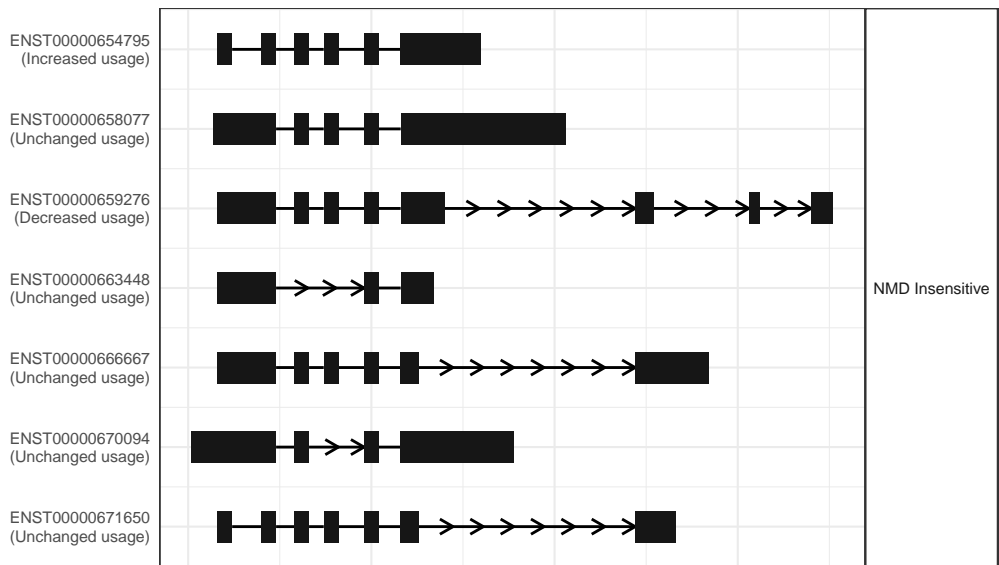 ENST00000654795
(Increased usage)
ENST00000658077
(Unchanged usage)
ENST00000659276
(Decreased usage)
ENST00000663448
(Unchanged usage)
NMD Insensitive
ENST00000666667
(Unchanged usage)
ENST00000670094
(Unchanged usage)
ENST00000671650
(Unchanged usage)